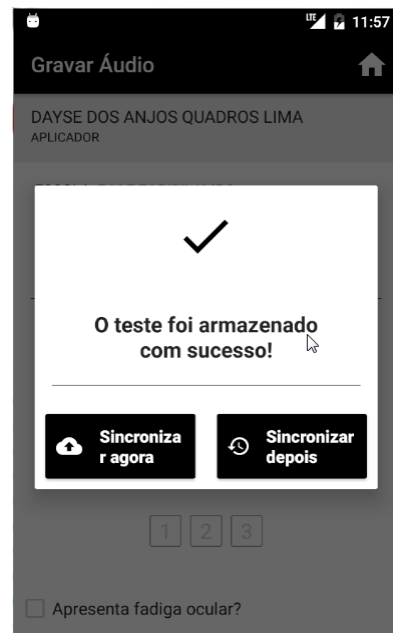 LTE 11:57
Gravar Áudio
DAYSE DOS ANJOS QUADROS LIMA
APLICADOR
O teste foi armazenado
com sucesso!
Sincroniza
r agora
Sincronizar
depois
1 2 3
Apresenta fadiga ocular?